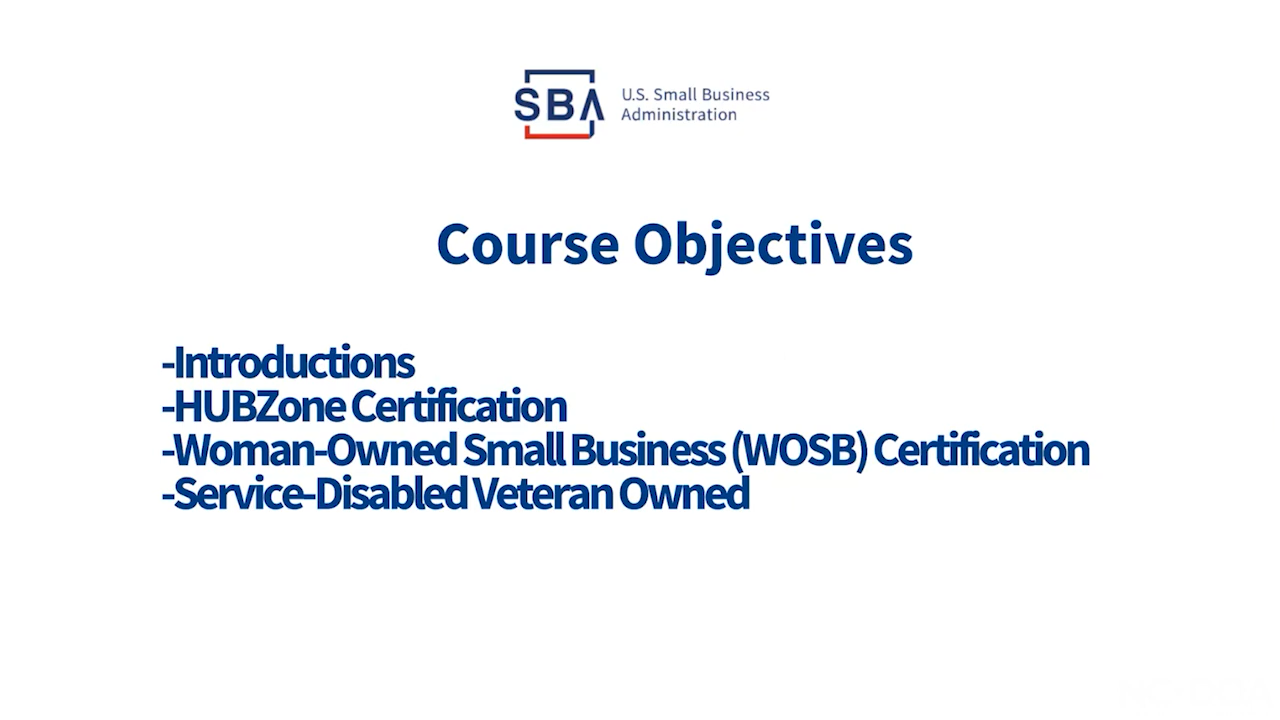 SBA
U.S. Small Business
Administration
Course Objectives
-Introductions
-HUBZone Certification
-Woman-Owned Small Business (WOSB) Certification
-Service-Disabled Veteran Owned